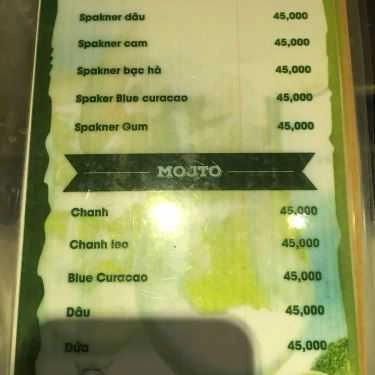 Spakner dâu 45,000
Spakner cam 45,000
Spakner bạc hà 45,000
Spaker Blue curacao 45,000
Spakner Gum 45,000
MOJTO
Chanh 45,000
Chanh leo 45,000
Blue Curacao 45,000
Dâu 45,000
Dứa 45,000